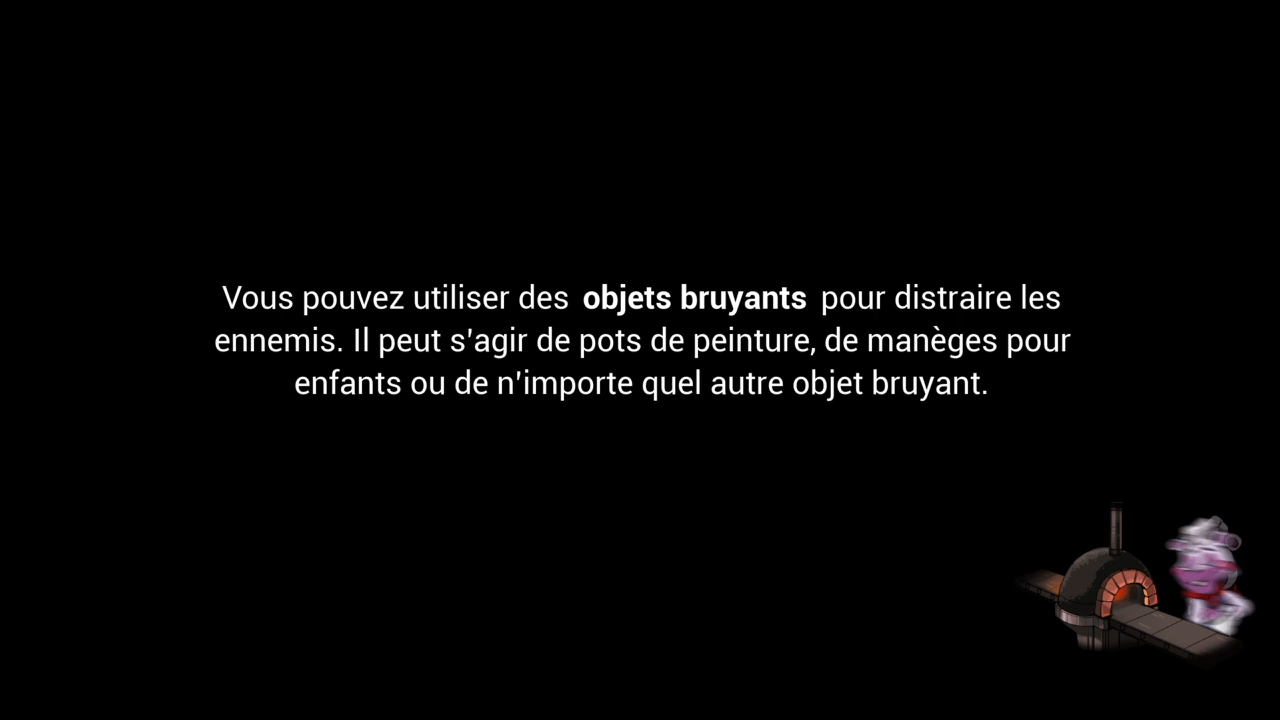 Vous pouvez utiliser des objets bruyants pour distraire les
ennemis. Il peut s'agir de pots de peinture, de manèges pour
enfants ou de n'importe quel autre objet bruyant.